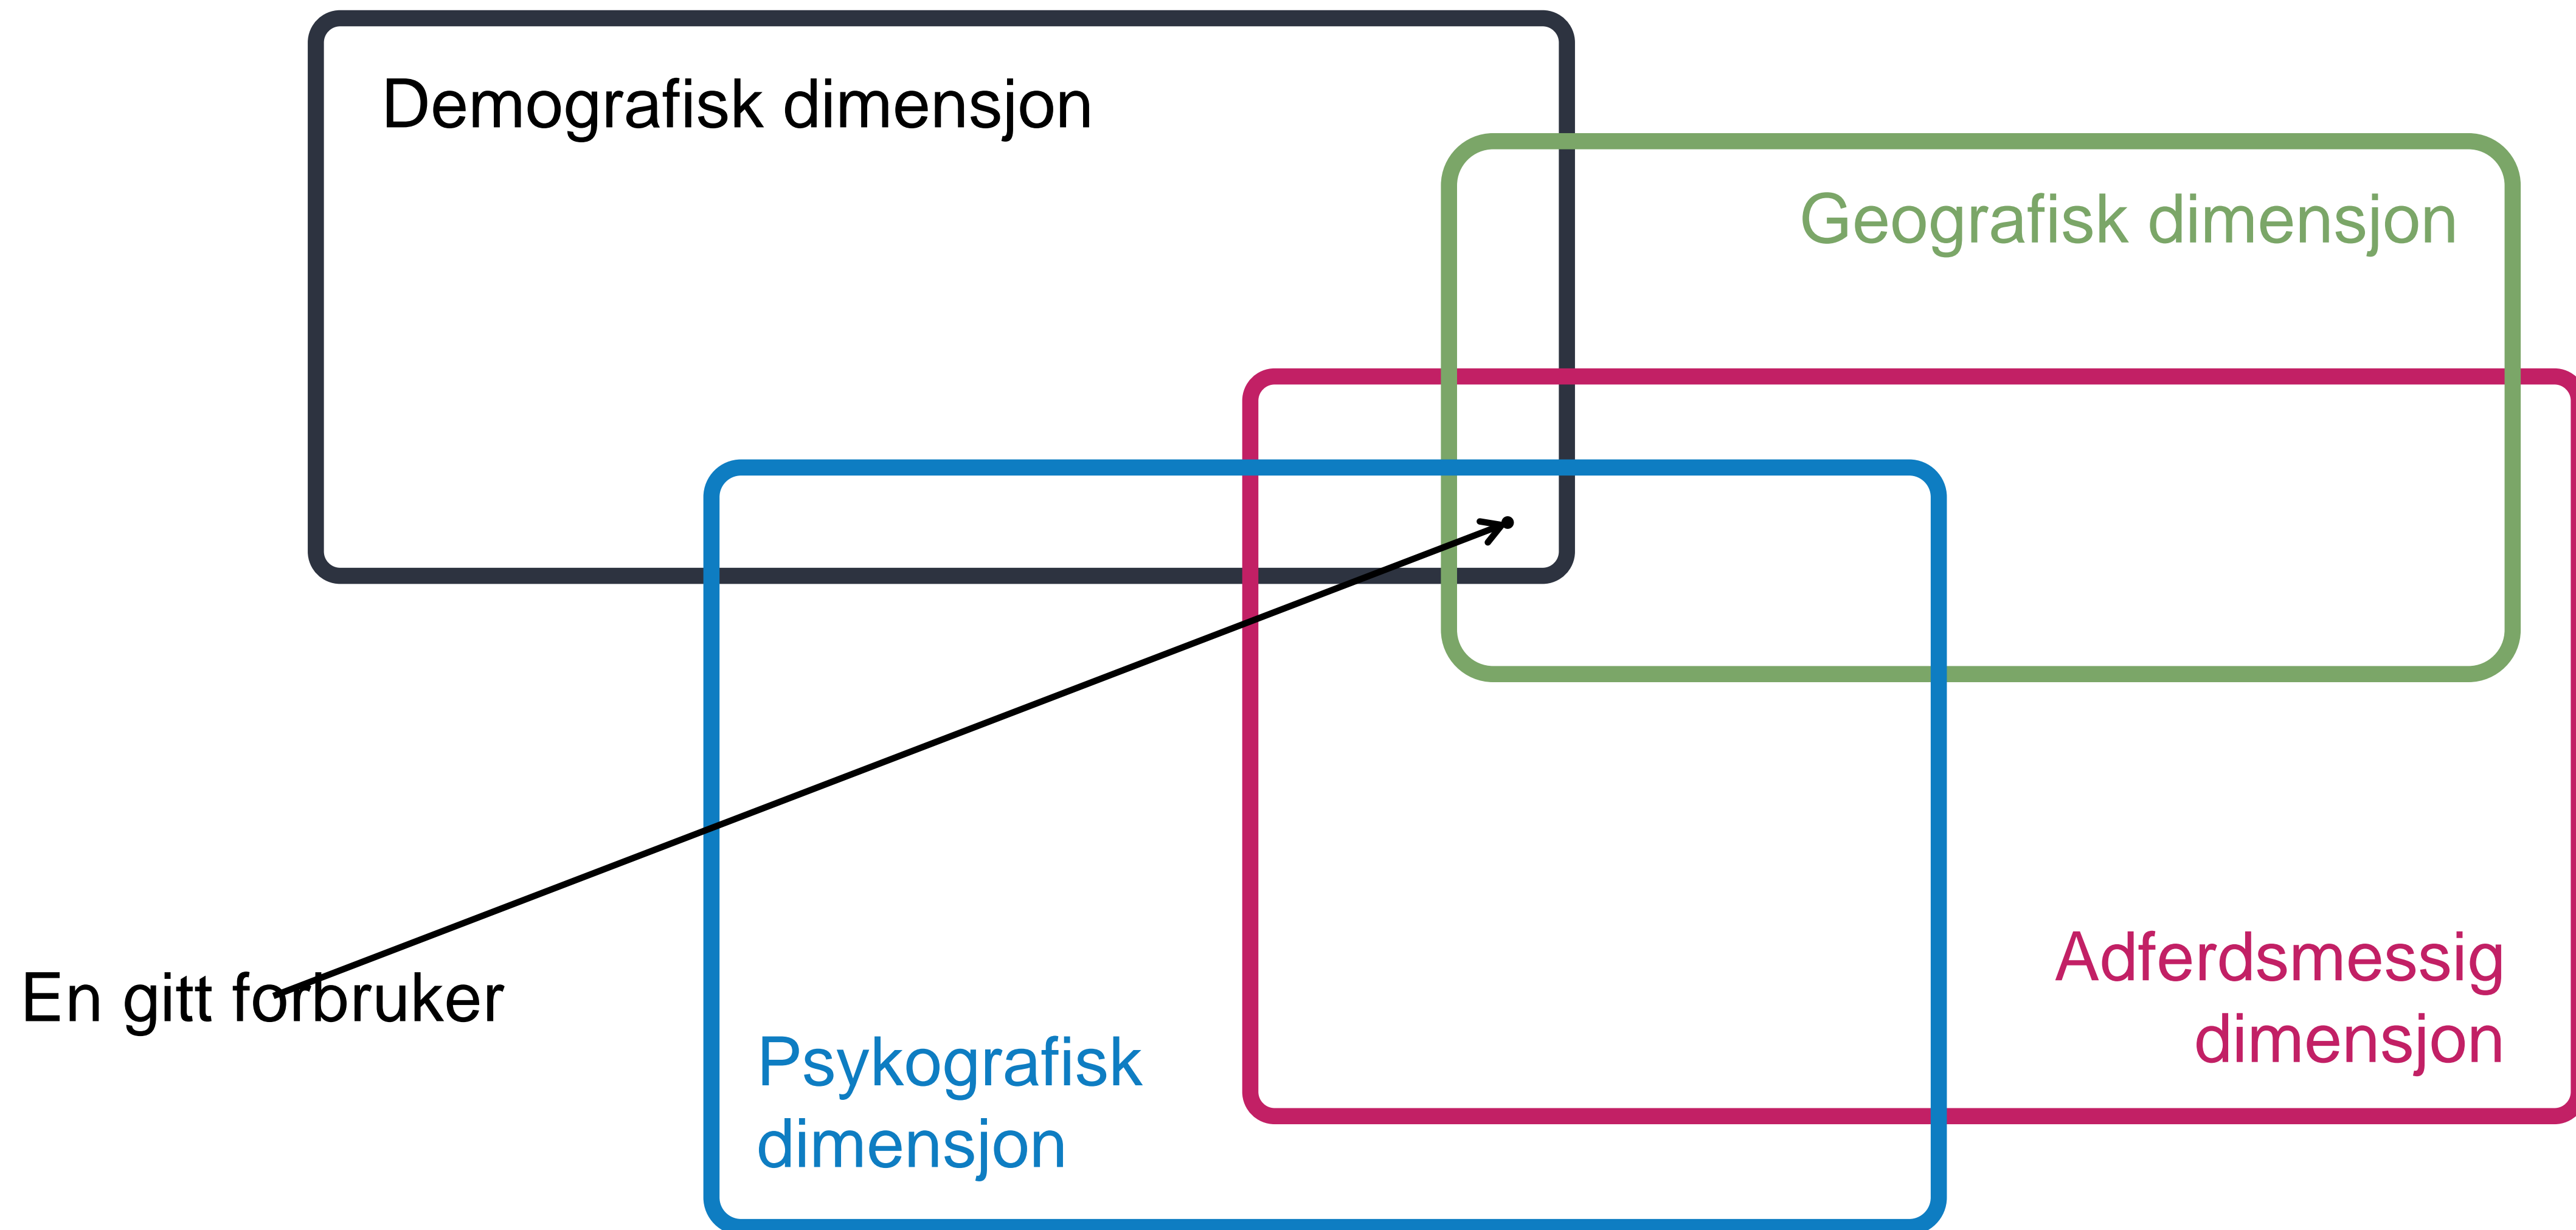 Demografisk dimensjon
Geografisk dimensjon
Adferdsmessig
dimensjon
En gitt forbruker
Psykografisk
dimensjon